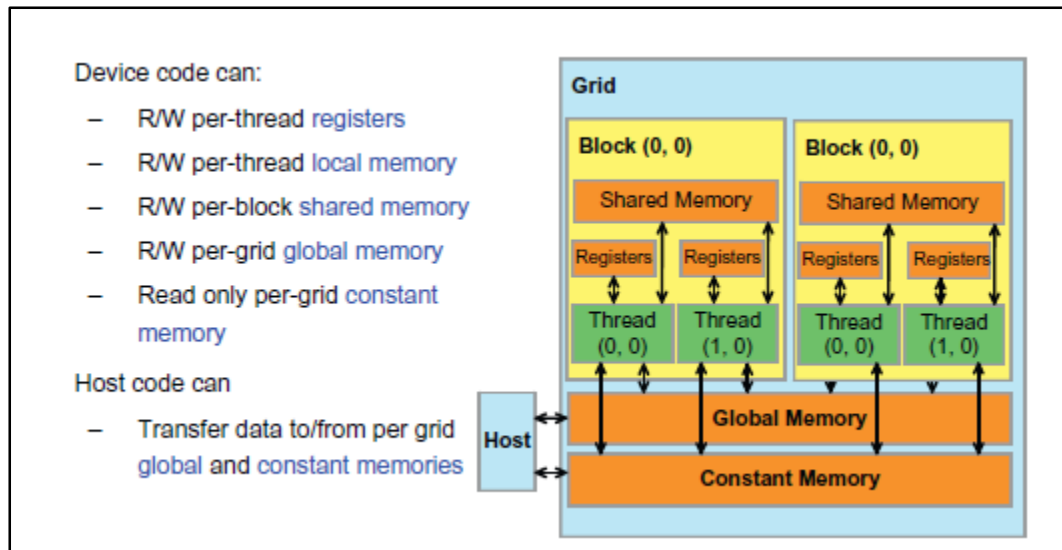 Device code can:
– R/W per-thread registers
– R/W per-thread local memory
– R/W per-block shared memory
– R/W per-grid global memory
– Read only per-grid constant
memory
Host code can
– Transfer data to/from per grid
global and constant memories
Grid
Block (0, 0)
Shared Memory
Registers
Registers
Thread
(0, 0)
Thread
(1, 0)
Block (0, 0)
Shared Memory
Registers
Registers
Thread
(0, 0)
Thread
(1, 0)
Host
Global Memory
Constant Memory